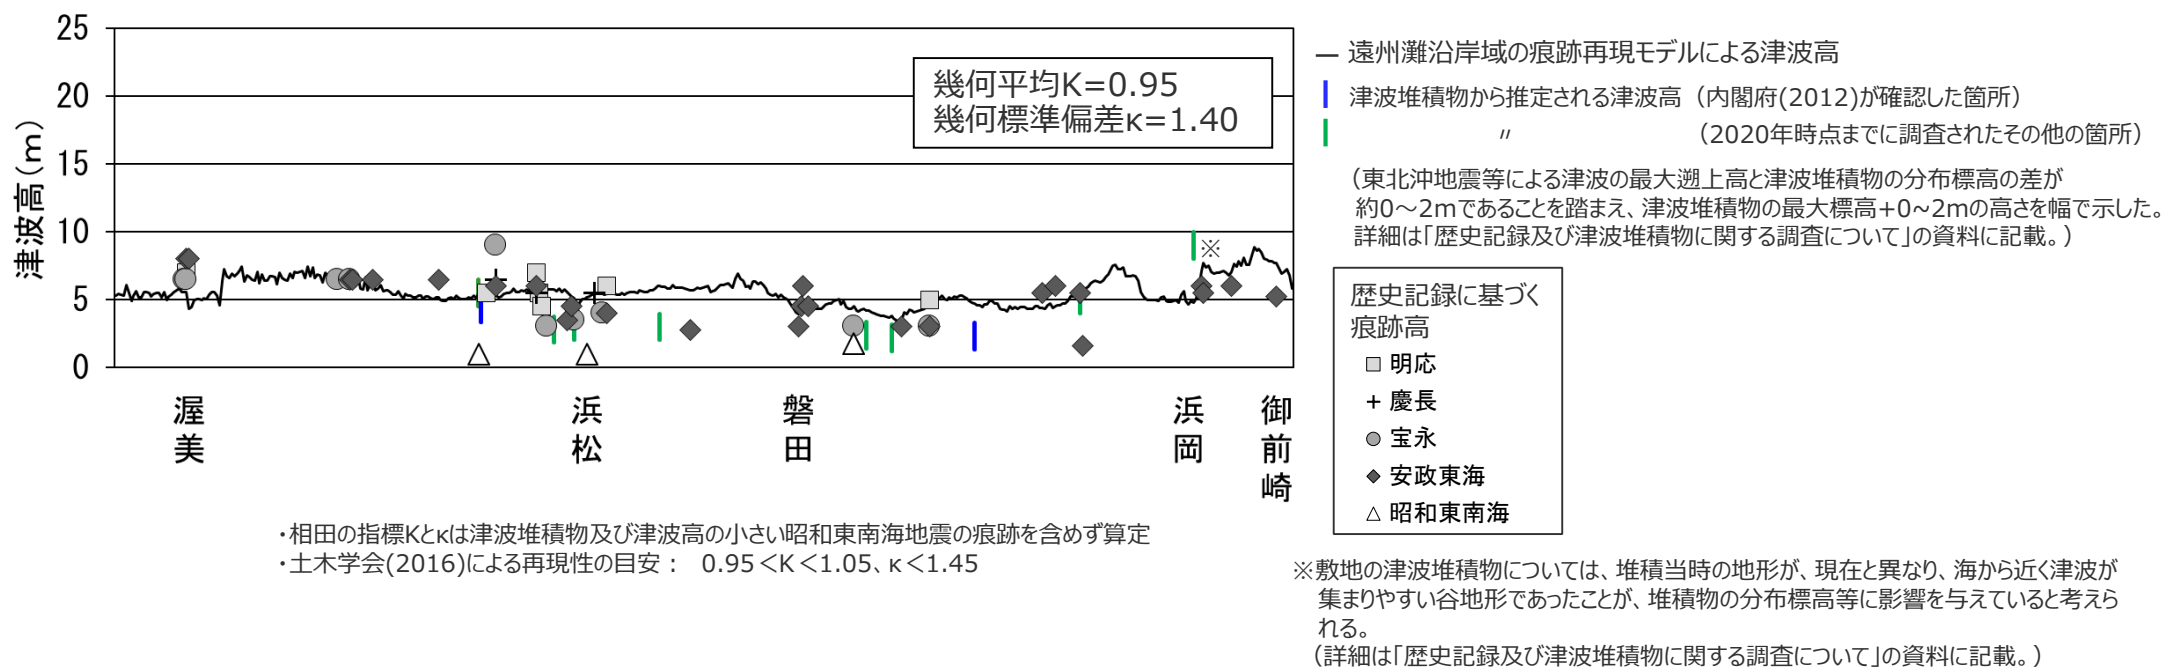 津波高(m)
25
20
15
10
5
0
幾何平均K=0.95
幾何標準偏差κ=1.40
渥美
浜松
磐田
浜岡
御前崎
― 遠州灘沿岸域の痕跡再現モデルによる津波高
津波堆積物から推定される津波高 (内閣府(2012)が確認した箇所)
〃 (2020年時点までに調査されたその他の箇所)
(東北沖地震等による津波の最大遡上高と津波堆積物の分布標高の差が
約0~2mであることを踏まえ、津波堆積物の最大標高+0~2mの高さを幅で示した。
詳細は「歴史記録及び津波堆積物に関する調査について」の資料に記載。)
※
歴史記録に基づく
痕跡高
□ 明応
+ 慶長
● 宝永
◆ 安政東海
△ 昭和東南海
・相田の指標Kとκは津波堆積物及び津波高の小さい昭和東南海地震の痕跡を含めず算定
・土木学会(2016)による再現性の目安: 0.95<K<1.05、κ<1.45
※敷地の津波堆積物については、堆積当時の地形が、現在と異なり、海から近く津波が
集まりやすい谷地形であったことが、堆積物の分布標高等に影響を与えていると考えら
れる。
(詳細は「歴史記録及び津波堆積物に関する調査について」の資料に記載。)